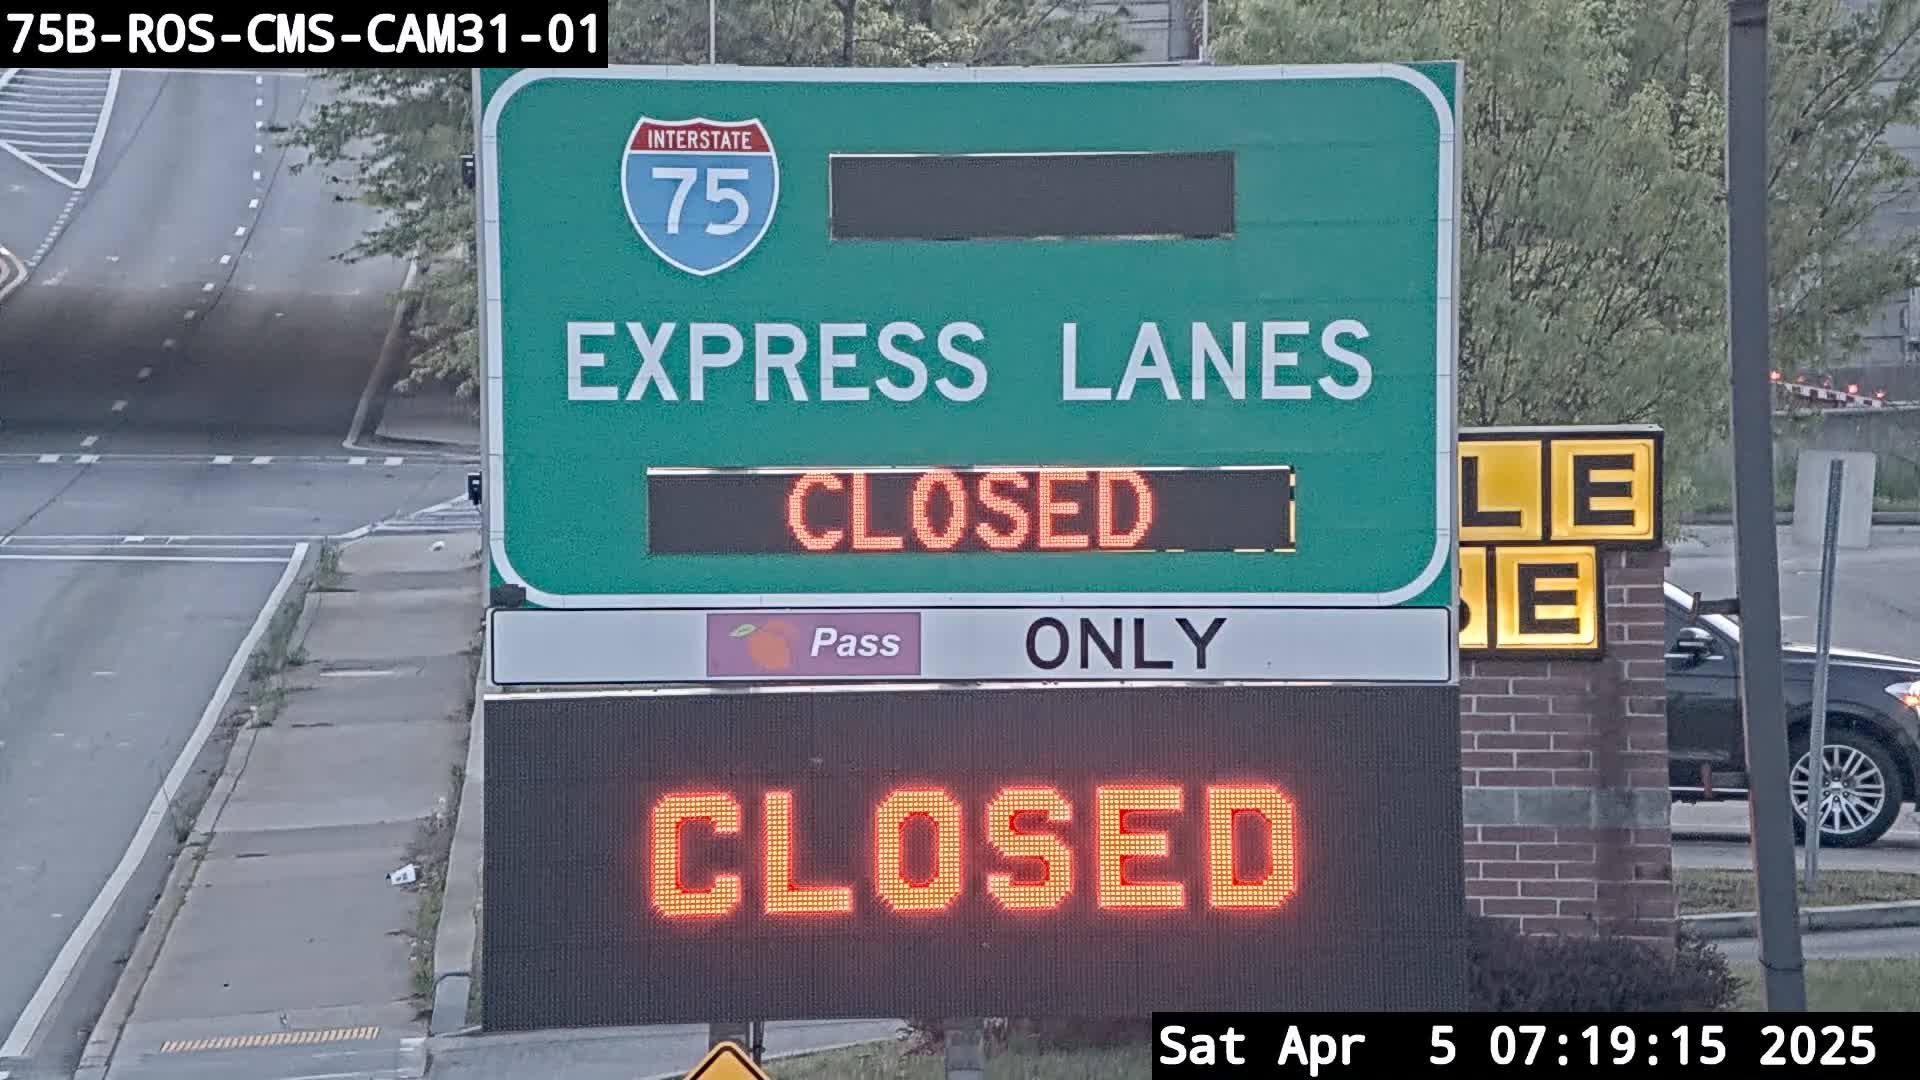 75B-ROS-CMS-CAM31-01
INTERSTATE
75
EXPRESS LANES
CLOSED
LE
E
Pass ONLY
CLOSED
Sat Apr 5 07:19:15 2025